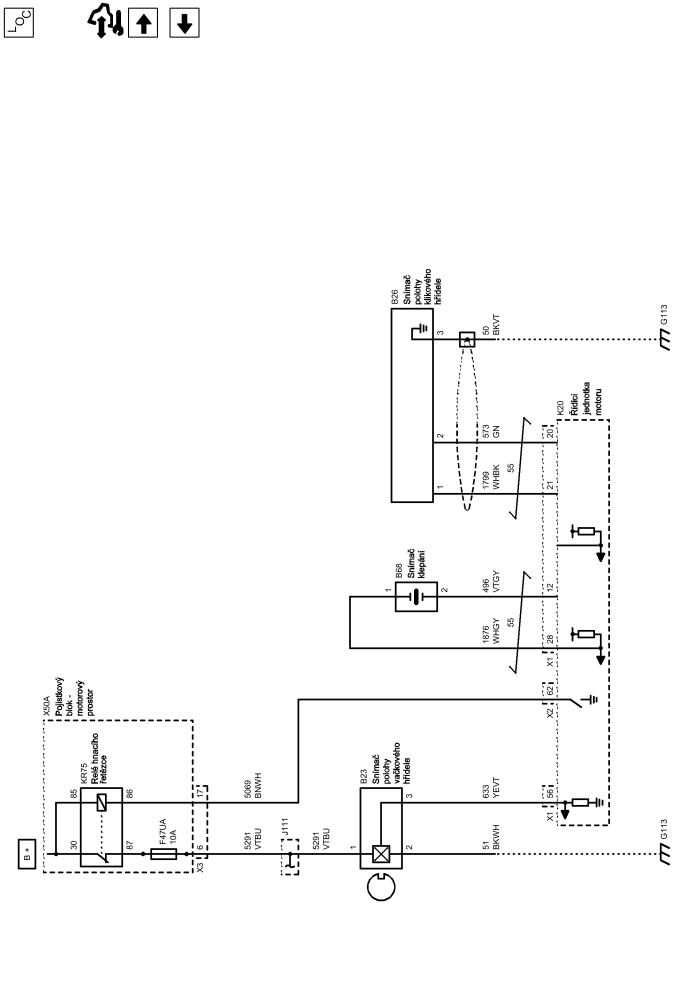 LOC
B +
X50A
Pojistkový
blok -
motorový
prostor
KR75
Relé hnacího
řetězce
30
85
87
86
F47UA
10A
X3
6
17
5291
VTBU
5069
BNWH
J111
5291
VTBU
B23
Snímač
polohy
vačkového
hřídele
1
2
3
51
BKWH
633
YEVT
G113
X1
56
X2
62
X1
28
12
21
20
K20
Řídicí
jednotka
motoru
B68
Snímač
klepání
1
2
1876
WHGY
496
VTGY
55
B26
Snímač
polohy
klikového
hřídele
1
2
3
1799
WHBK
573
GN
55
50
BKVT
G113